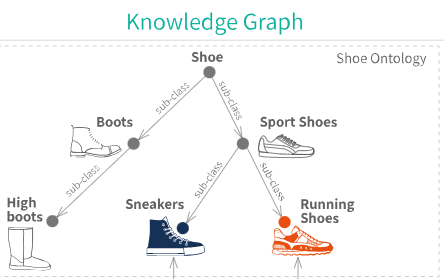 Knowledge Graph
Shoe
Shoe Ontology
sub-class
sub-class
Boots
Sport Shoes
sub-class
sub-class
sub-class
High
boots
Sneakers
Running
Shoes